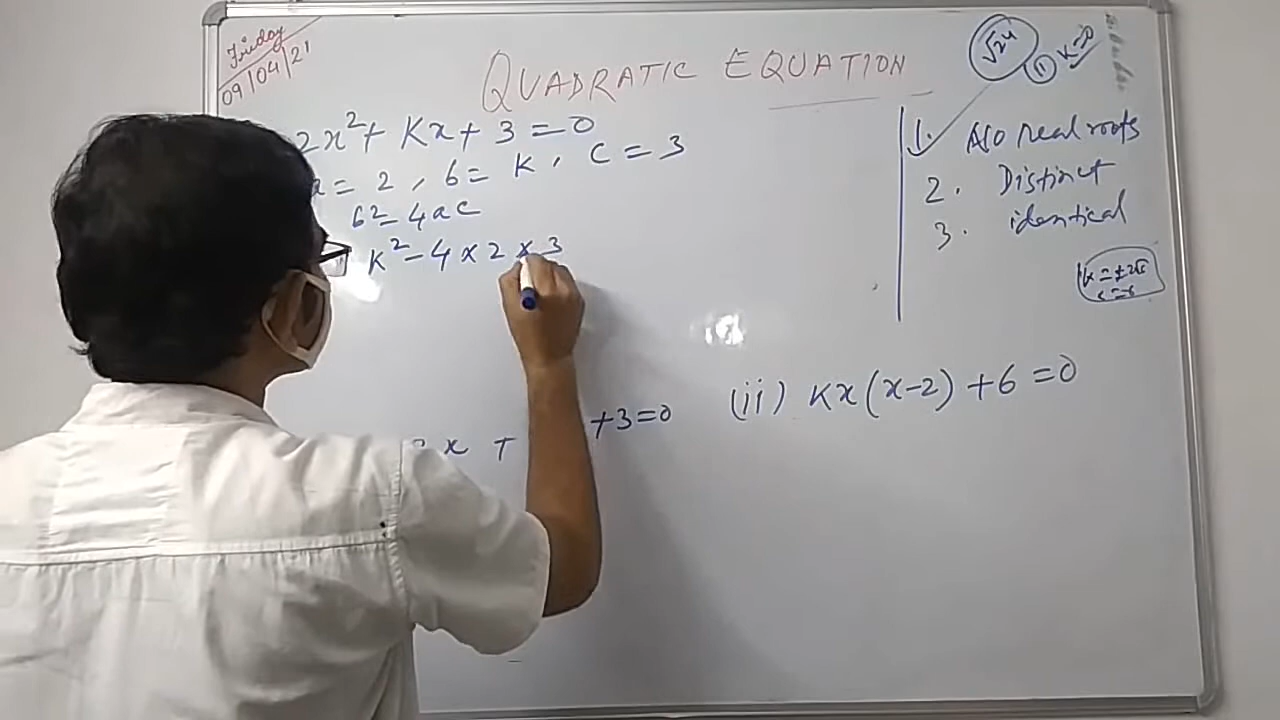 Friday
09/04/21
QUADRATIC EQUATION
√24
(1) K=0
2x²+ Kx+ 3 =0
a= 2 , b= K , c = 3
b²-4ac
K²-4×2×3
1. No real roots
2. Distinct
3. identical
x + +3=0
(ii) Kx(x-2) +6 =0